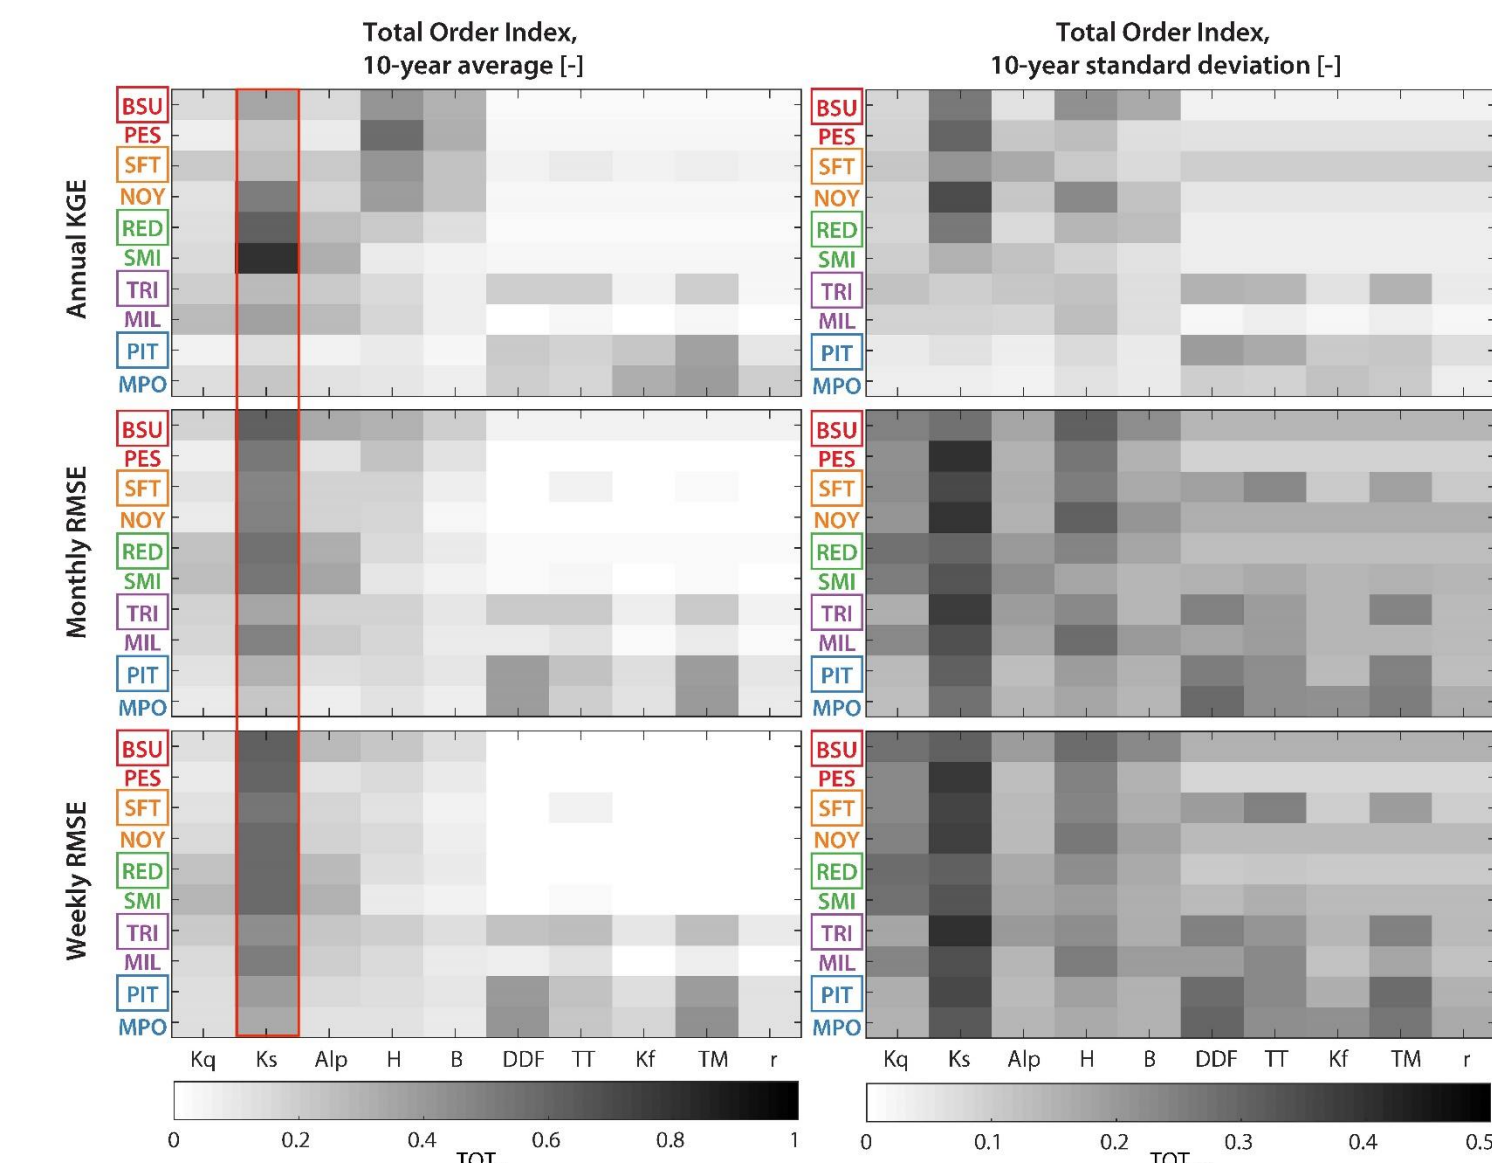 Total Order Index,
10-year average [-]
Total Order Index,
10-year standard deviation [-]
Annual KGE
BSU
PES
SFT
NOY
RED
SMI
TRI
MIL
PIT
MPO
BSU
PES
SFT
NOY
RED
SMI
TRI
MIL
PIT
MPO
Monthly RMSE
BSU
PES
SFT
NOY
RED
SMI
TRI
MIL
PIT
MPO
BSU
PES
SFT
NOY
RED
SMI
TRI
MIL
PIT
MPO
Weekly RMSE
BSU
PES
SFT
NOY
RED
SMI
TRI
MIL
PIT
MPO
BSU
PES
SFT
NOY
RED
SMI
TRI
MIL
PIT
MPO
Kq Ks Alp H B DDF TT Kf TM r
Kq Ks Alp H B DDF TT Kf TM r
0 0.2 0.4 0.6 0.8 1
TOT
0 0.1 0.2 0.3 0.4 0.5
TOT